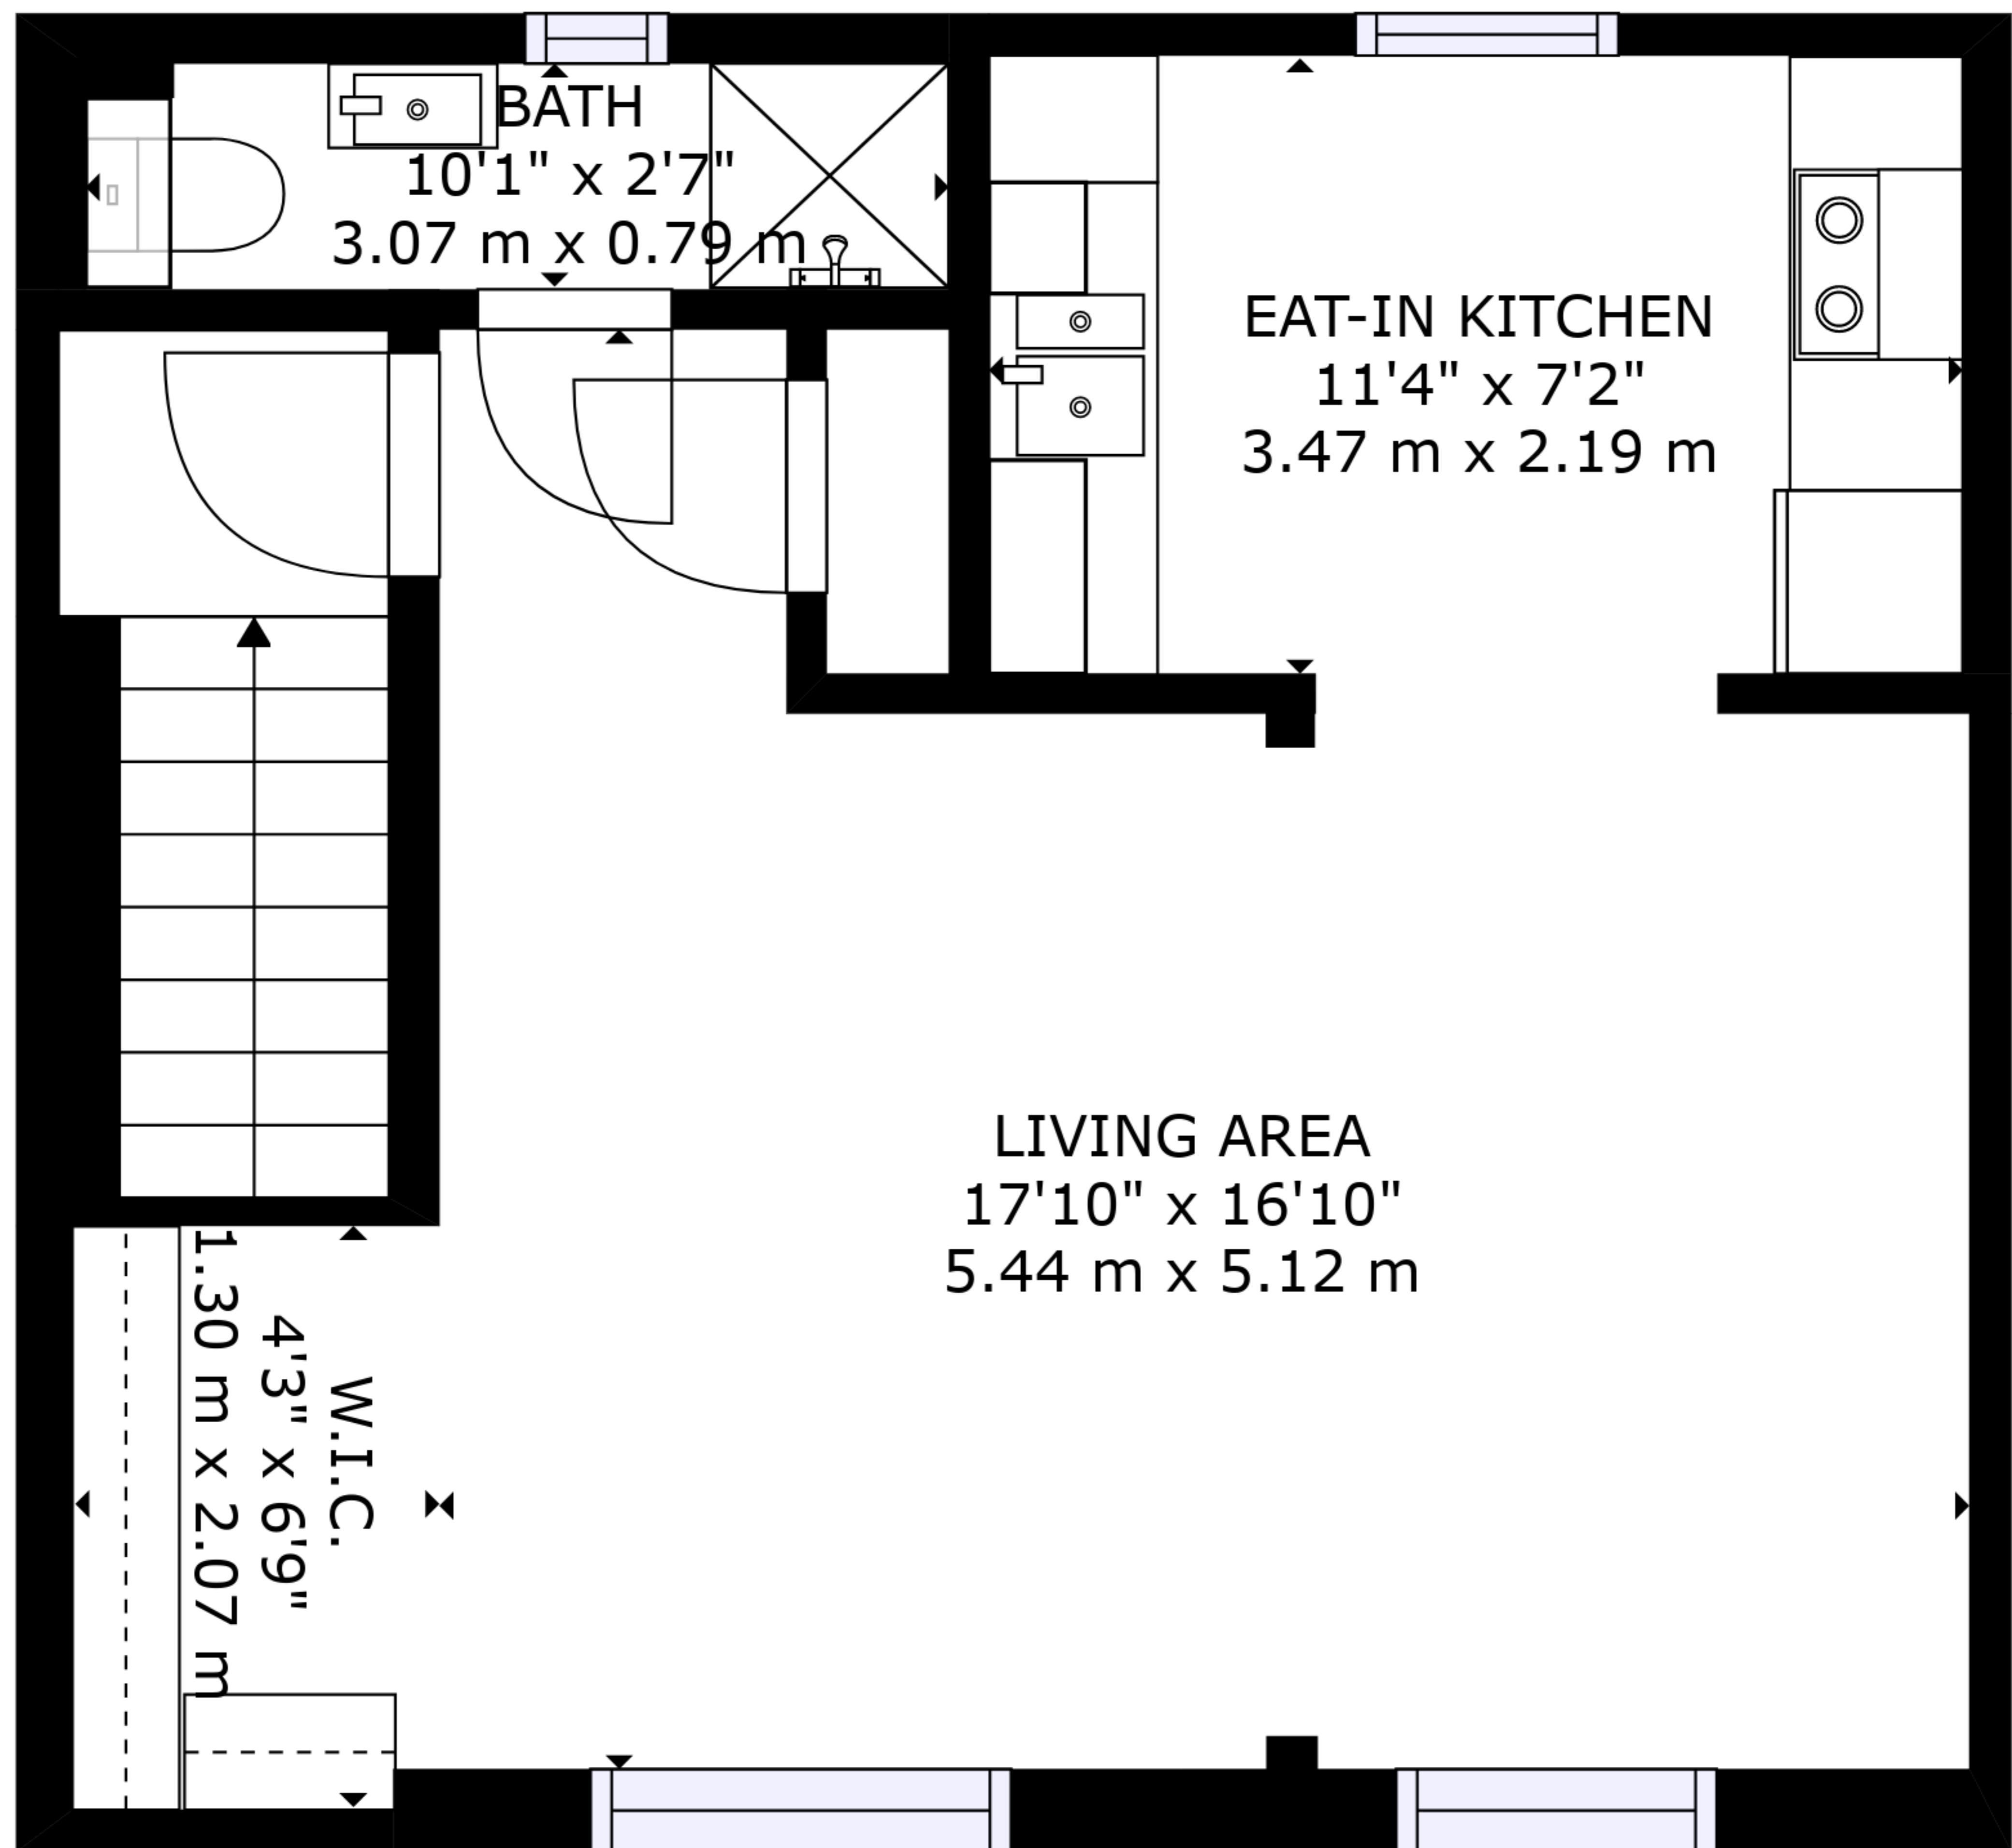 BATH
10'1" x 2'7"
3.07 m x 0.79 m
EAT-IN KITCHEN
11'4" x 7'2"
3.47 m x 2.19 m
LIVING AREA
17'10" x 16'10"
5.44 m x 5.12 m
W.I.C.
4'3" x 6'9"
1.30 m x 2.07 m